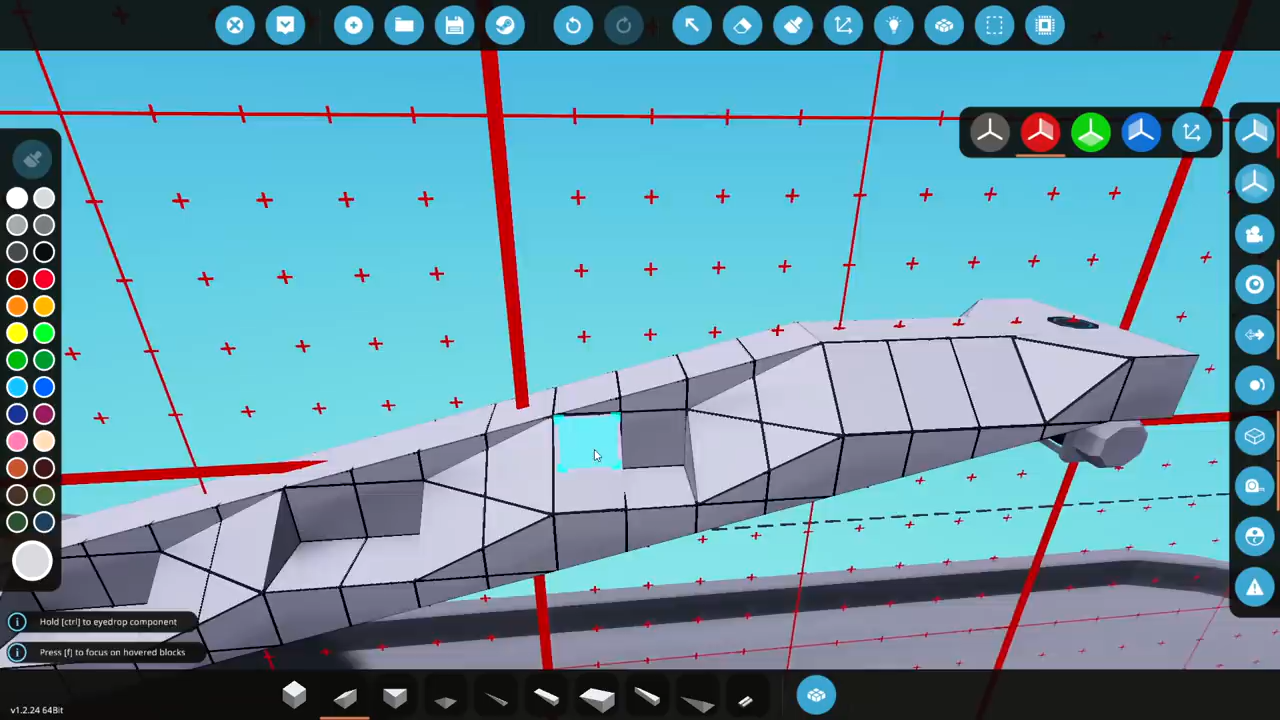 Hold [ctrl] to eyedrop component
Press [f] to focus on hovered blocks
v1.2.24 64Bit